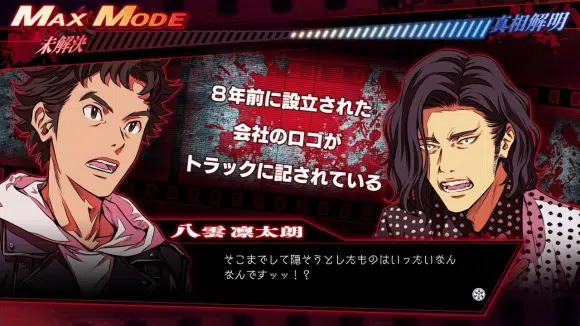 MAX MODE
未解決
真相解明
８年前に設立された
会社のロゴが
トラックに記されている
八雲 凛太朗
そこまでして隠そうとしたものはいったいなん
なんですッッ！？